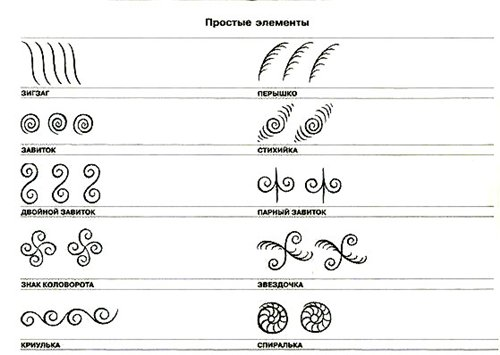 Простые элементы
ЗИГЗАГ
ПЕРЫШКО
ЗАВИТОК
СТИХИЙКА
ДВОЙНОЙ ЗАВИТОК
ПАРНЫЙ ЗАВИТОК
ЗНАК КОЛОВОРОТА
ЗВЕЗДОЧКА
КРИУЛЬКА
СПИРАЛЬКА